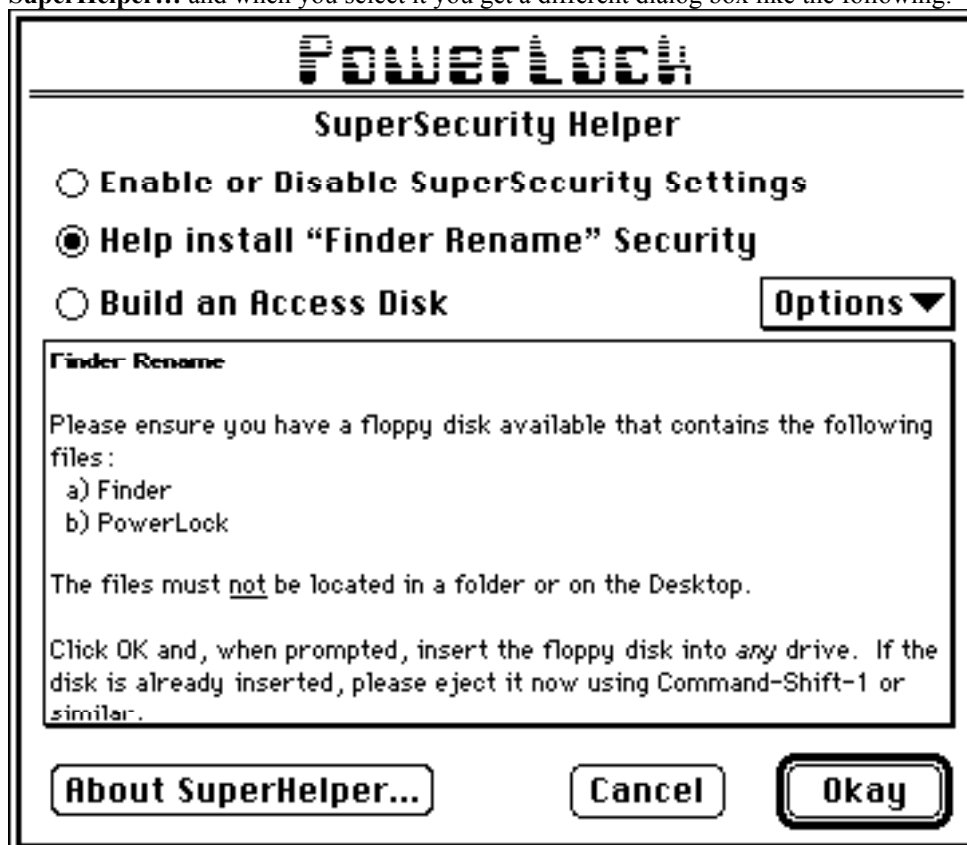 SuperHelper... and when you select it you get a different dialog box like the following:
PowerLock
SuperSecurity Helper
Enable or Disable SuperSecurity Settings
Help install “Finder Rename” Security
Build an Access Disk
Options
Finder Rename
Please ensure you have a floppy disk available that contains the following
files:
a) Finder
b) PowerLock
The files must not be located in a folder or on the Desktop.
Click OK and, when prompted, insert the floppy disk into any drive. If the
disk is already inserted, please eject it now using Command-Shift-1 or
similar.
About SuperHelper...
Cancel
Okay